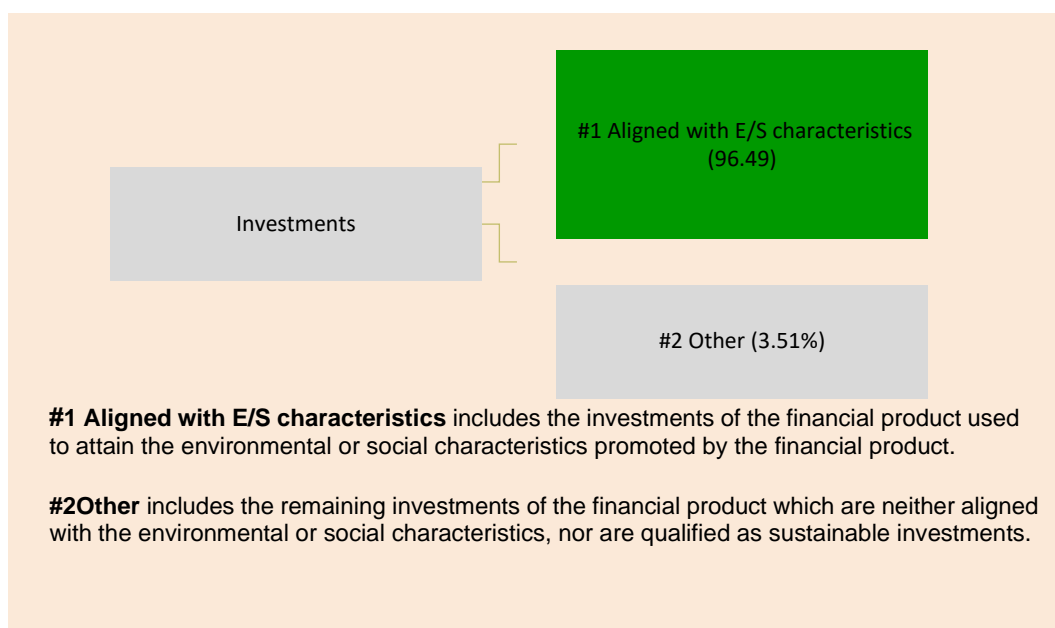 #1 Aligned with E/S characteristics
(96.49)
Investments
#2 Other (3.51%)
#1 Aligned with E/S characteristics includes the investments of the financial product used
to attain the environmental or social characteristics promoted by the financial product.
#2Other includes the remaining investments of the financial product which are neither aligned
with the environmental or social characteristics, nor are qualified as sustainable investments.